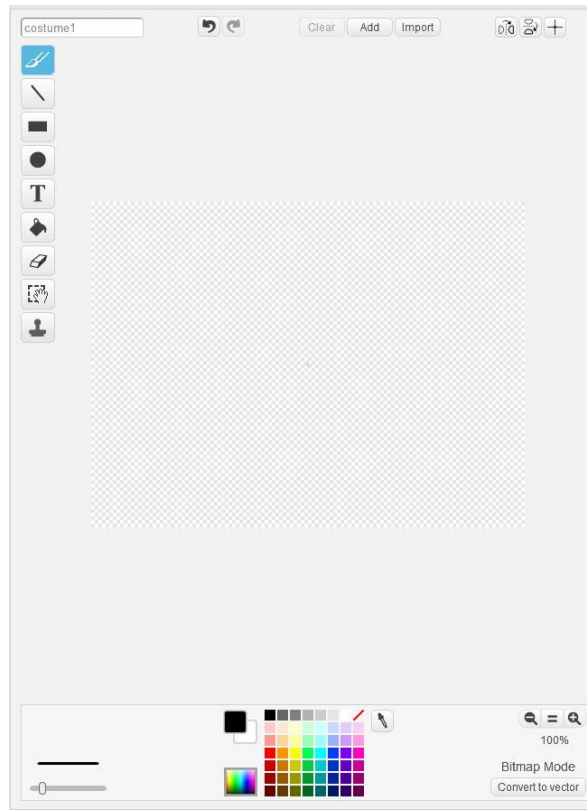 costume1
Clear Add Import
T
100%
Bitmap Mode
Convert to vector